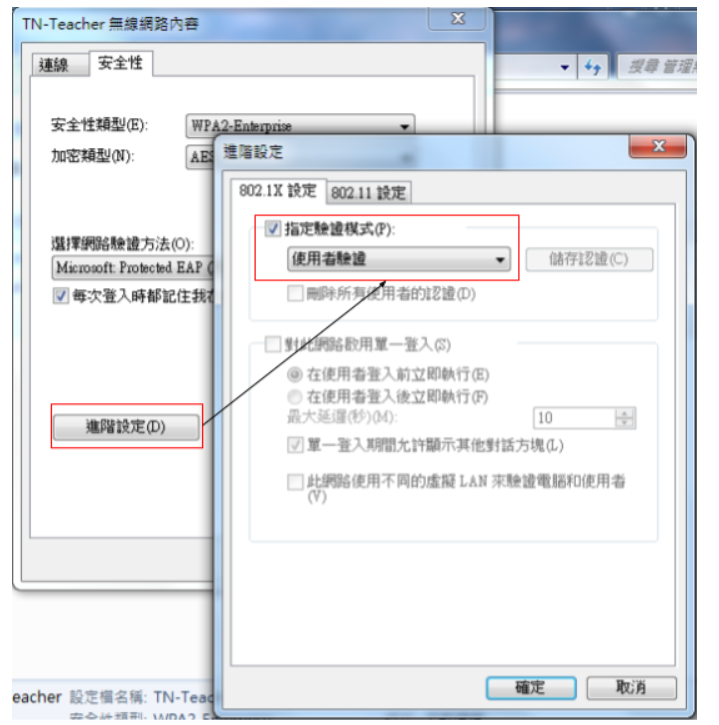 TN-Teacher 無線網路內容
連線 安全性
搜尋 管理
安全性類型(E): WPA2-Enterprise
加密類型(N): AES
選擇網路驗證方法(O):
Microsoft: Protected EAP (
每次登入時都記住我
進階設定(D)
進階設定
802.1X 設定 802.11 設定
指定驗證模式(P):
使用者驗證 儲存認證(C)
刪除所有使用者的認證(D)
對此網路啟用單一登入(S)
在使用者登入前立即執行(E)
在使用者登入後立即執行(F)
最大延遲(秒)(M): 10
單一登入期間允許顯示其他對話方塊(L)
此網路使用不同的虛擬 LAN 來驗證電腦和使用者
(V)
確定 取消
eacher 設定檔名稱: TN-Teac
安全性類型: WPA2-E